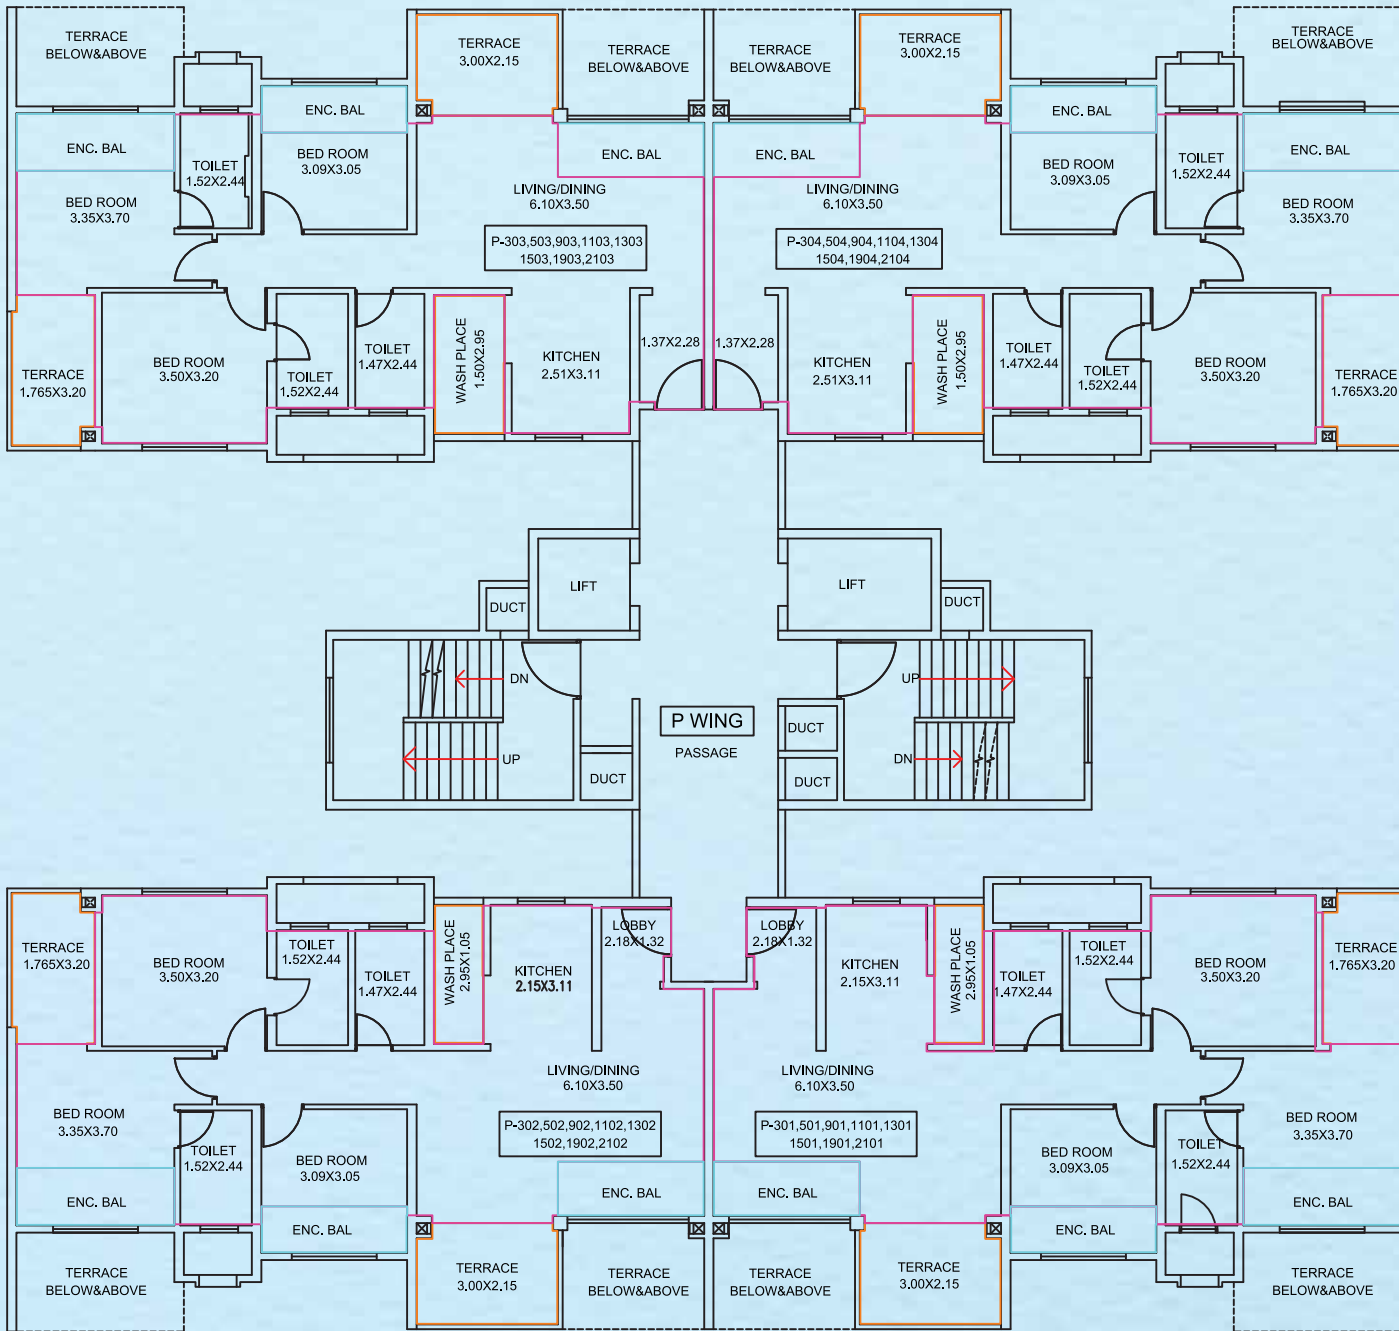 TERRACE
BELOW&ABOVE
TERRACE
3.00X2.15
TERRACE
BELOW&ABOVE
TERRACE
BELOW&ABOVE
TERRACE
3.00X2.15
TERRACE
BELOW&ABOVE
ENC. BAL
BED ROOM
3.35X3.70
TOILET
1.52X2.44
ENC. BAL
BED ROOM
3.09X3.05
ENC. BAL
LIVING/DINING
6.10X3.50
P-303,503,903,1103,1303
1503,1903,2103
ENC. BAL
LIVING/DINING
6.10X3.50
P-304,504,904,1104,1304
1504,1904,2104
ENC. BAL
BED ROOM
3.09X3.05
TOILET
1.52X2.44
ENC. BAL
BED ROOM
3.35X3.70
TERRACE
1.765X3.20
BED ROOM
3.50X3.20
TOILET
1.52X2.44
TOILET
1.47X2.44
WASH PLACE
1.50X2.95
KITCHEN
2.51X3.11
1.37X2.28
1.37X2.28
KITCHEN
2.51X3.11
WASH PLACE
1.50X2.95
TOILET
1.47X2.44
TOILET
1.52X2.44
BED ROOM
3.50X3.20
TERRACE
1.765X3.20
LIFT
LIFT
DUCT
DUCT
DN
UP
UP
DN
P WING
PASSAGE
DUCT
DUCT
DUCT
TERRACE
1.765X3.20
BED ROOM
3.50X3.20
TOILET
1.52X2.44
TOILET
1.47X2.44
WASH PLACE
2.95X1.05
KITCHEN
2.15X3.11
LOBBY
2.18X1.32
LOBBY
2.18X1.32
KITCHEN
2.15X3.11
WASH PLACE
2.95X1.05
TOILET
1.47X2.44
TOILET
1.52X2.44
BED ROOM
3.50X3.20
TERRACE
1.765X3.20
BED ROOM
3.35X3.70
ENC. BAL
TOILET
1.52X2.44
BED ROOM
3.09X3.05
ENC. BAL
LIVING/DINING
6.10X3.50
P-302,502,902,1102,1302
1502,1902,2102
ENC. BAL
LIVING/DINING
6.10X3.50
P-301,501,901,1101,1301
1501,1901,2101
ENC. BAL
BED ROOM
3.09X3.05
ENC. BAL
TOILET
1.52X2.44
BED ROOM
3.35X3.70
ENC. BAL
TERRACE
BELOW&ABOVE
TERRACE
3.00X2.15
TERRACE
BELOW&ABOVE
TERRACE
BELOW&ABOVE
TERRACE
3.00X2.15
TERRACE
BELOW&ABOVE